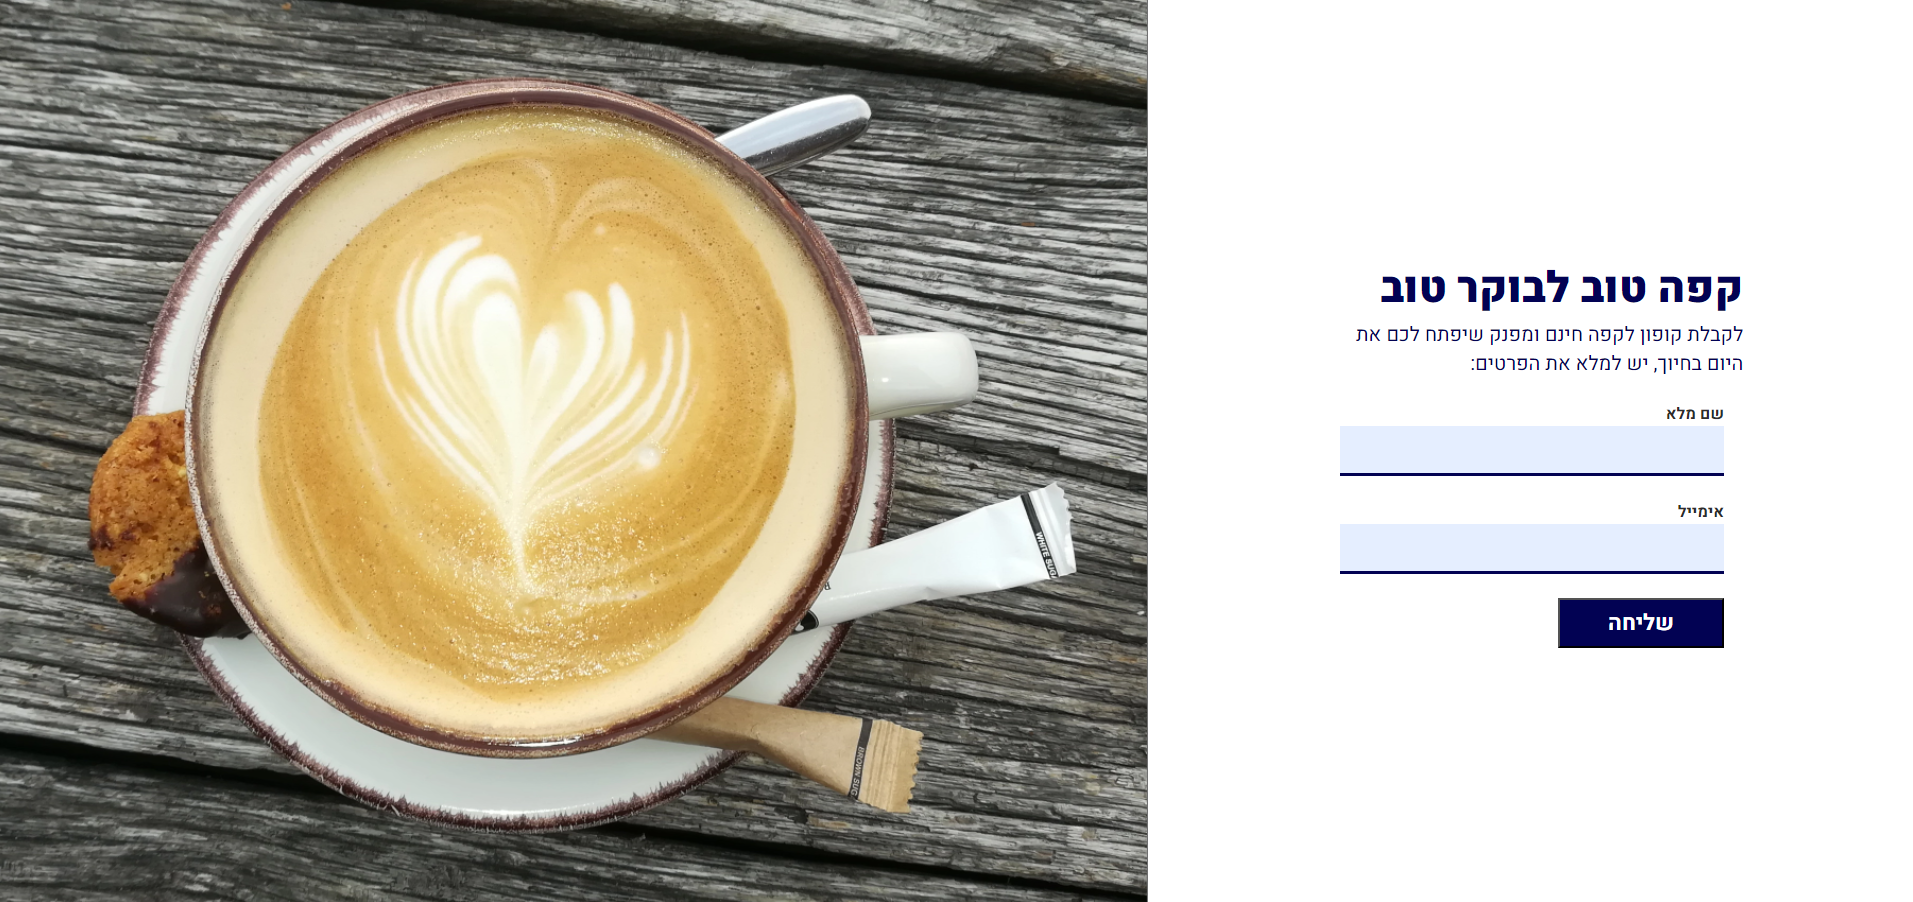 קפה טוב לבוקר טוב
לקבלת קופון לקפה חינם ומפנק שיפתח לכם את
היום בחיוך, יש למלא את הפרטים:
שם מלא
אימייל
שליחה
WHITE SUG
BROWN SUG